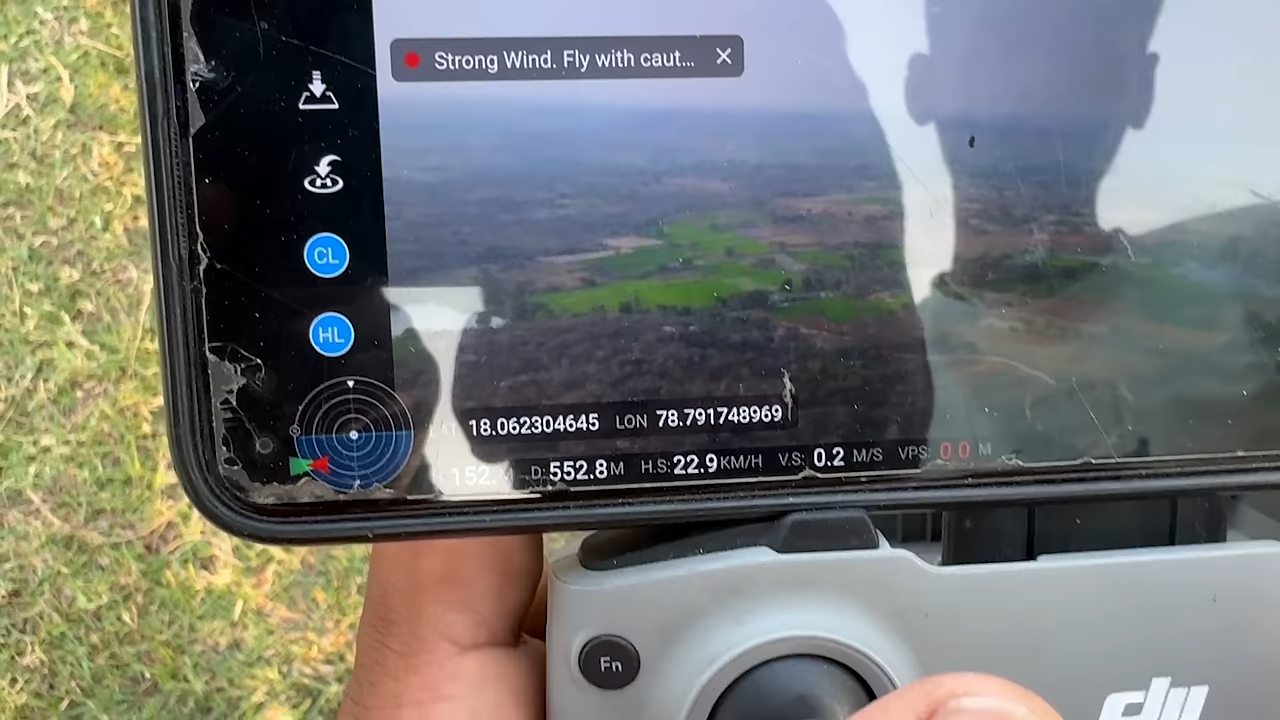 Strong Wind. Fly with caut...
CL
HL
18.062304645 LON 78.791748969
152. M D: 552.8 M H.S: 22.9 KM/H V.S: 0.2 M/S VPS: 0.0 M
Fn
dji